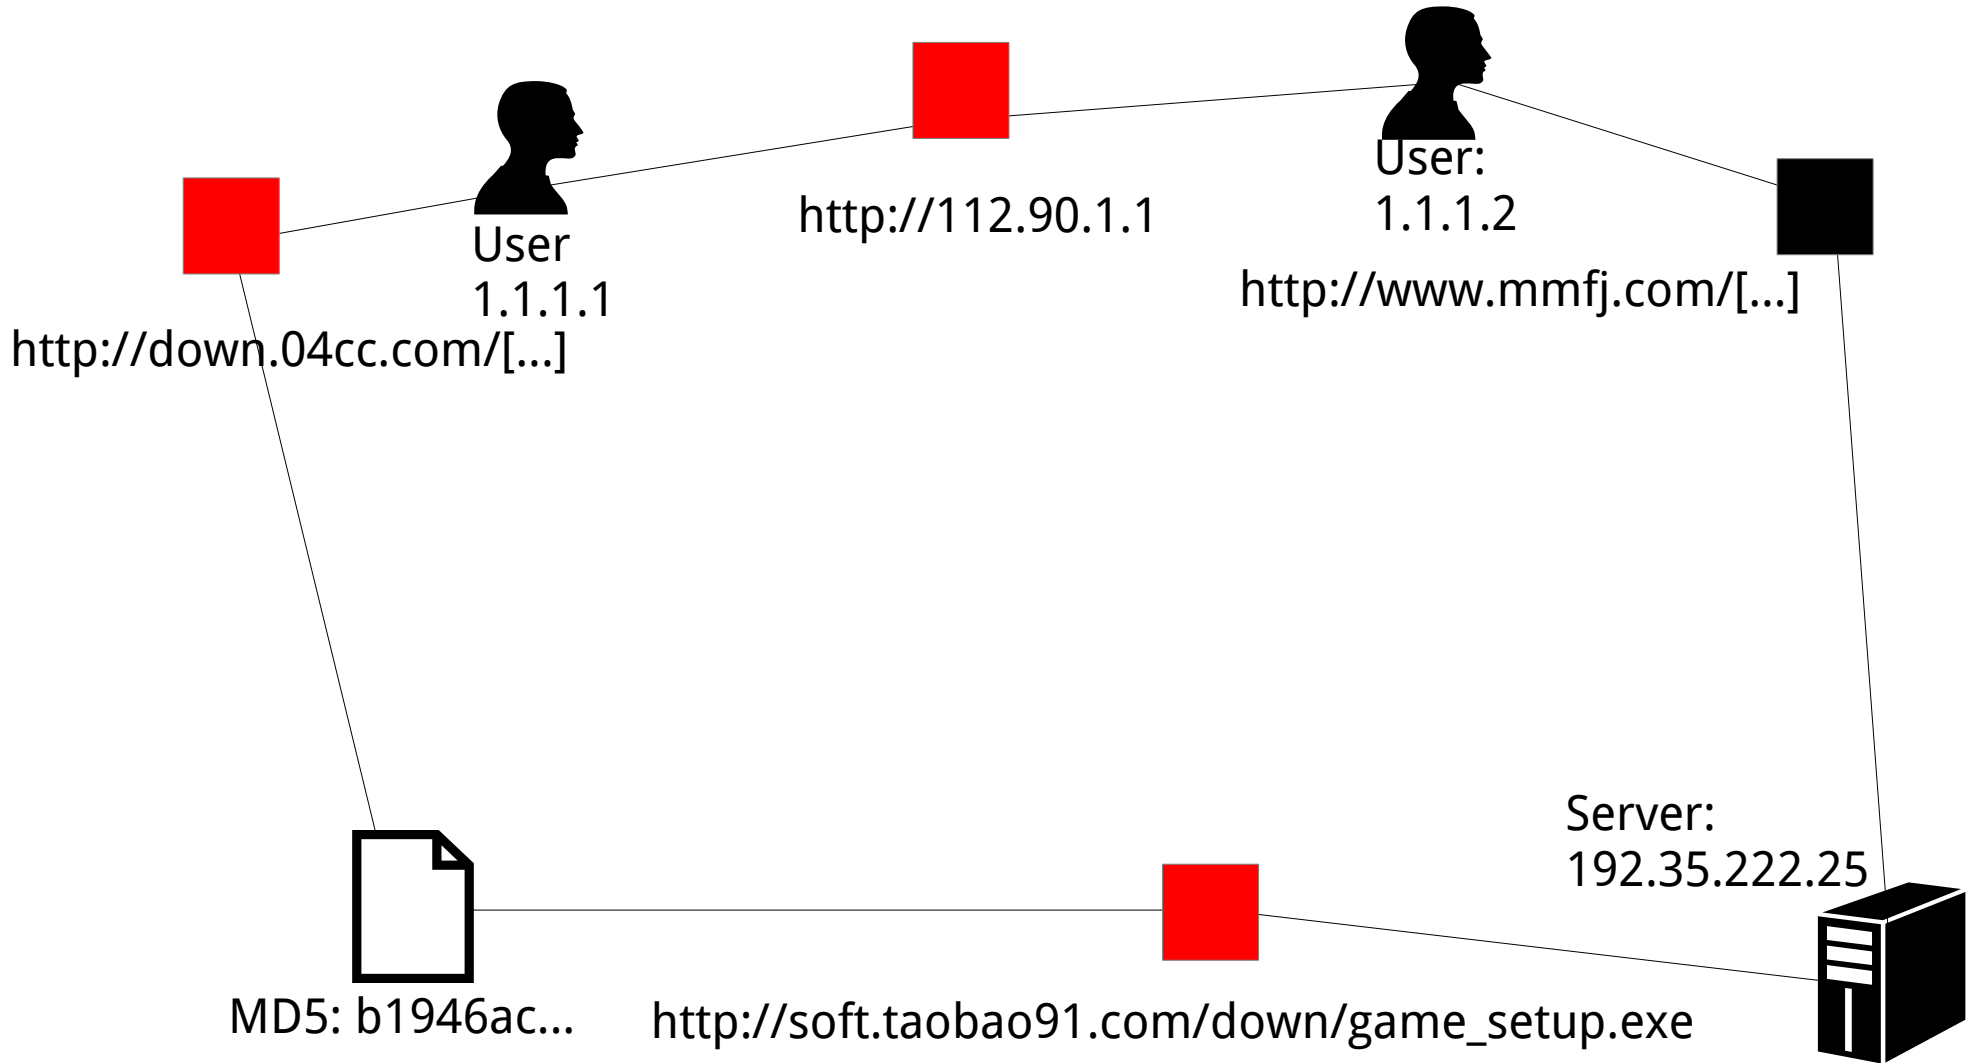 User:
1.1.1.2
http://112.90.1.1
User
1.1.1.1
http://www.mmfj.com/[...]
http://down.04cc.com/[...]
Server:
192.35.222.25
MD5: b1946ac...
http://soft.taobao91.com/down/game_setup.exe